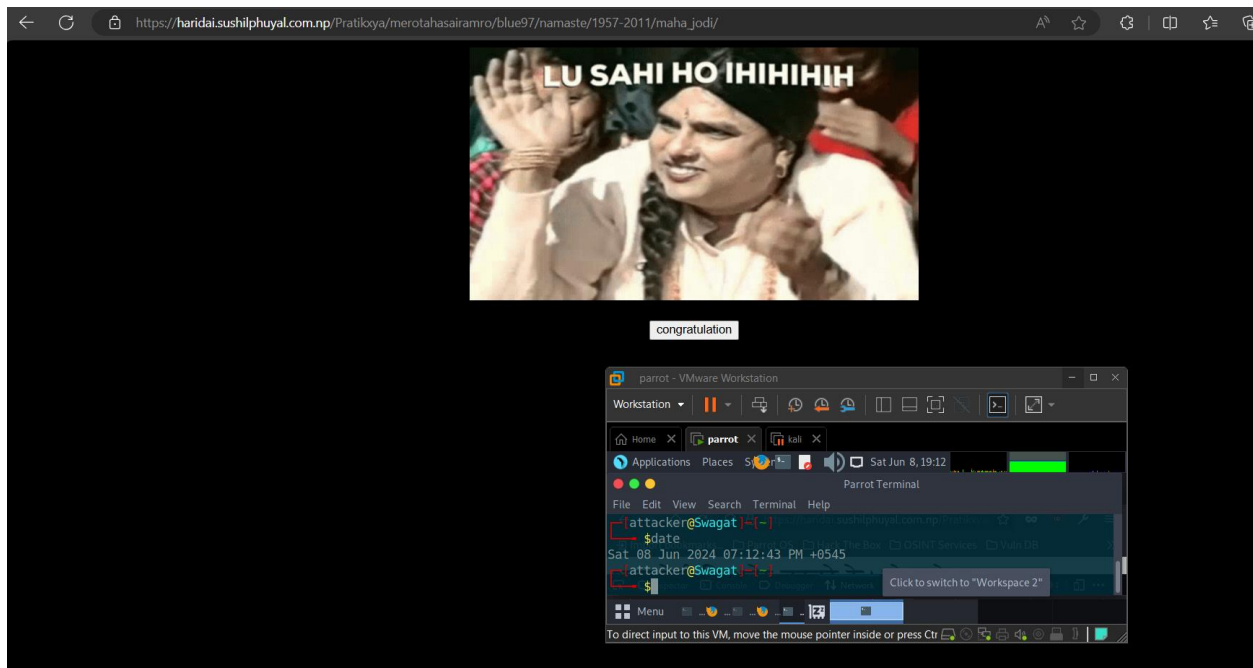 https://haridai.sushilphuyal.com.np/Pratikxya/merotahasairamro/blue97/namaste/1957-2011/maha_jodi/
LU SAHI HO IHIHIHIH
congratulation
parrot - VMware Workstation
Workstation
Home parrot kali
Applications Places Sat Jun 8, 19:12
Parrot Terminal
File Edit View Search Terminal Help
[attacker@Swagat]-[~]
$date
Sat 08 Jun 2024 07:12:43 PM +0545
[attacker@Swagat]-[~]
$
Click to switch to "Workspace 2"
Menu
To direct input to this VM, move the mouse pointer inside or press Ctr